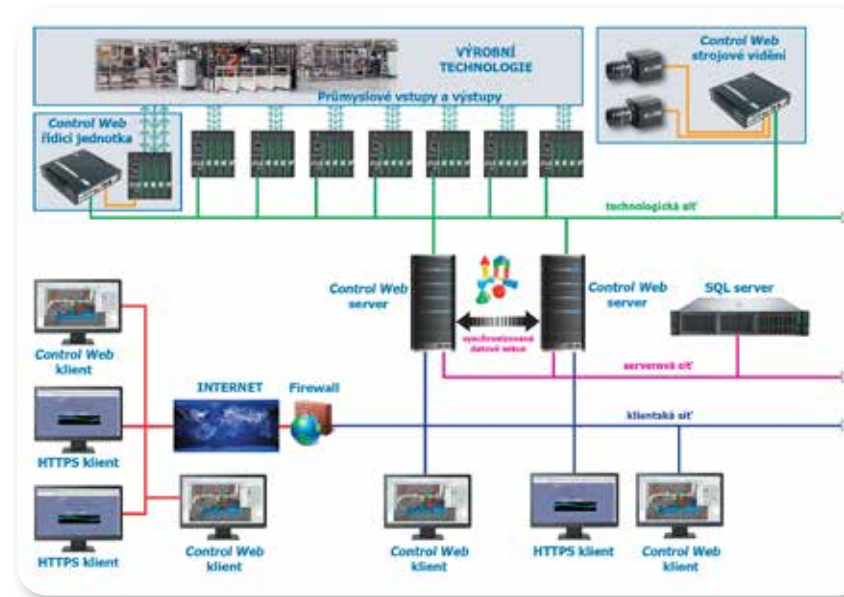 VÝROBNÍ
TECHNOLOGIE
Průmyslové vstupy a výstupy
Control Web
strojové vidění
Control Web
řídicí jednotka
technologická síť
Control Web
server
Control Web
server
SQL server
synchronizované
datové sekce
serverová síť
Control Web
klient
INTERNET
Firewall
klientská síť
HTTPS klient
HTTPS klient
Control Web
klient
Control Web
klient
HTTPS klient
Control Web
klient